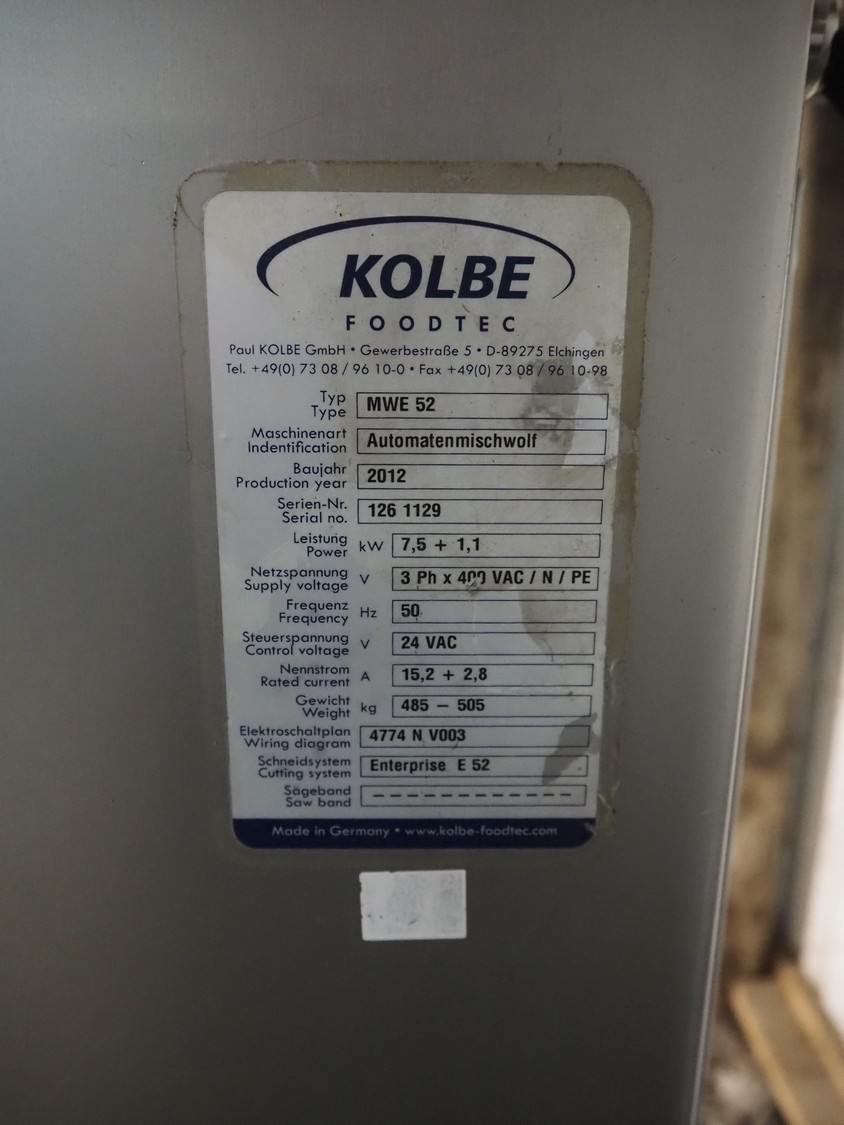 KOLBE
FOODTEC
Paul KOLBE GmbH • Gewerbestraße 5 • D-89275 Elchingen
Tel. +49(0) 73 08 / 96 10-0 • Fax +49(0) 73 08 / 96 10-98
Typ
Type MWE 52
Maschinenart
Indentification Automatenmischwolf
Baujahr
Production year 2012
Serien-Nr.
Serial no. 126 1129
Leistung
Power kW 7,5 + 1,1
Netzspannung
Supply voltage V 3 Ph x 400 VAC / N / PE
Frequenz
Frequency Hz 50
Steuerspannung
Control voltage V 24 VAC
Nennstrom
Rated current A 15,2 + 2,8
Gewicht
Weight kg 485 – 505
Elektroschaltplan
Wiring diagram 4774 N V003
Schneidsystem
Cutting system Enterprise E 52
Sägeband
Saw band – – – – – – – – – – – –
Made in Germany • www.kolbe-foodtec.com